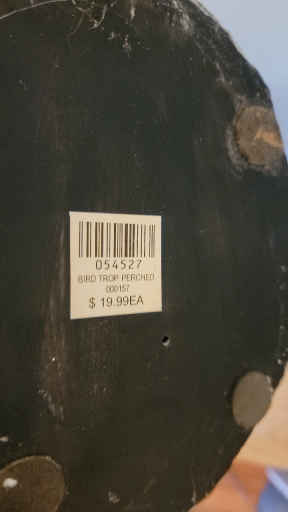 054527
BIRD TROP PERCHED
000157
$ 19.99EA